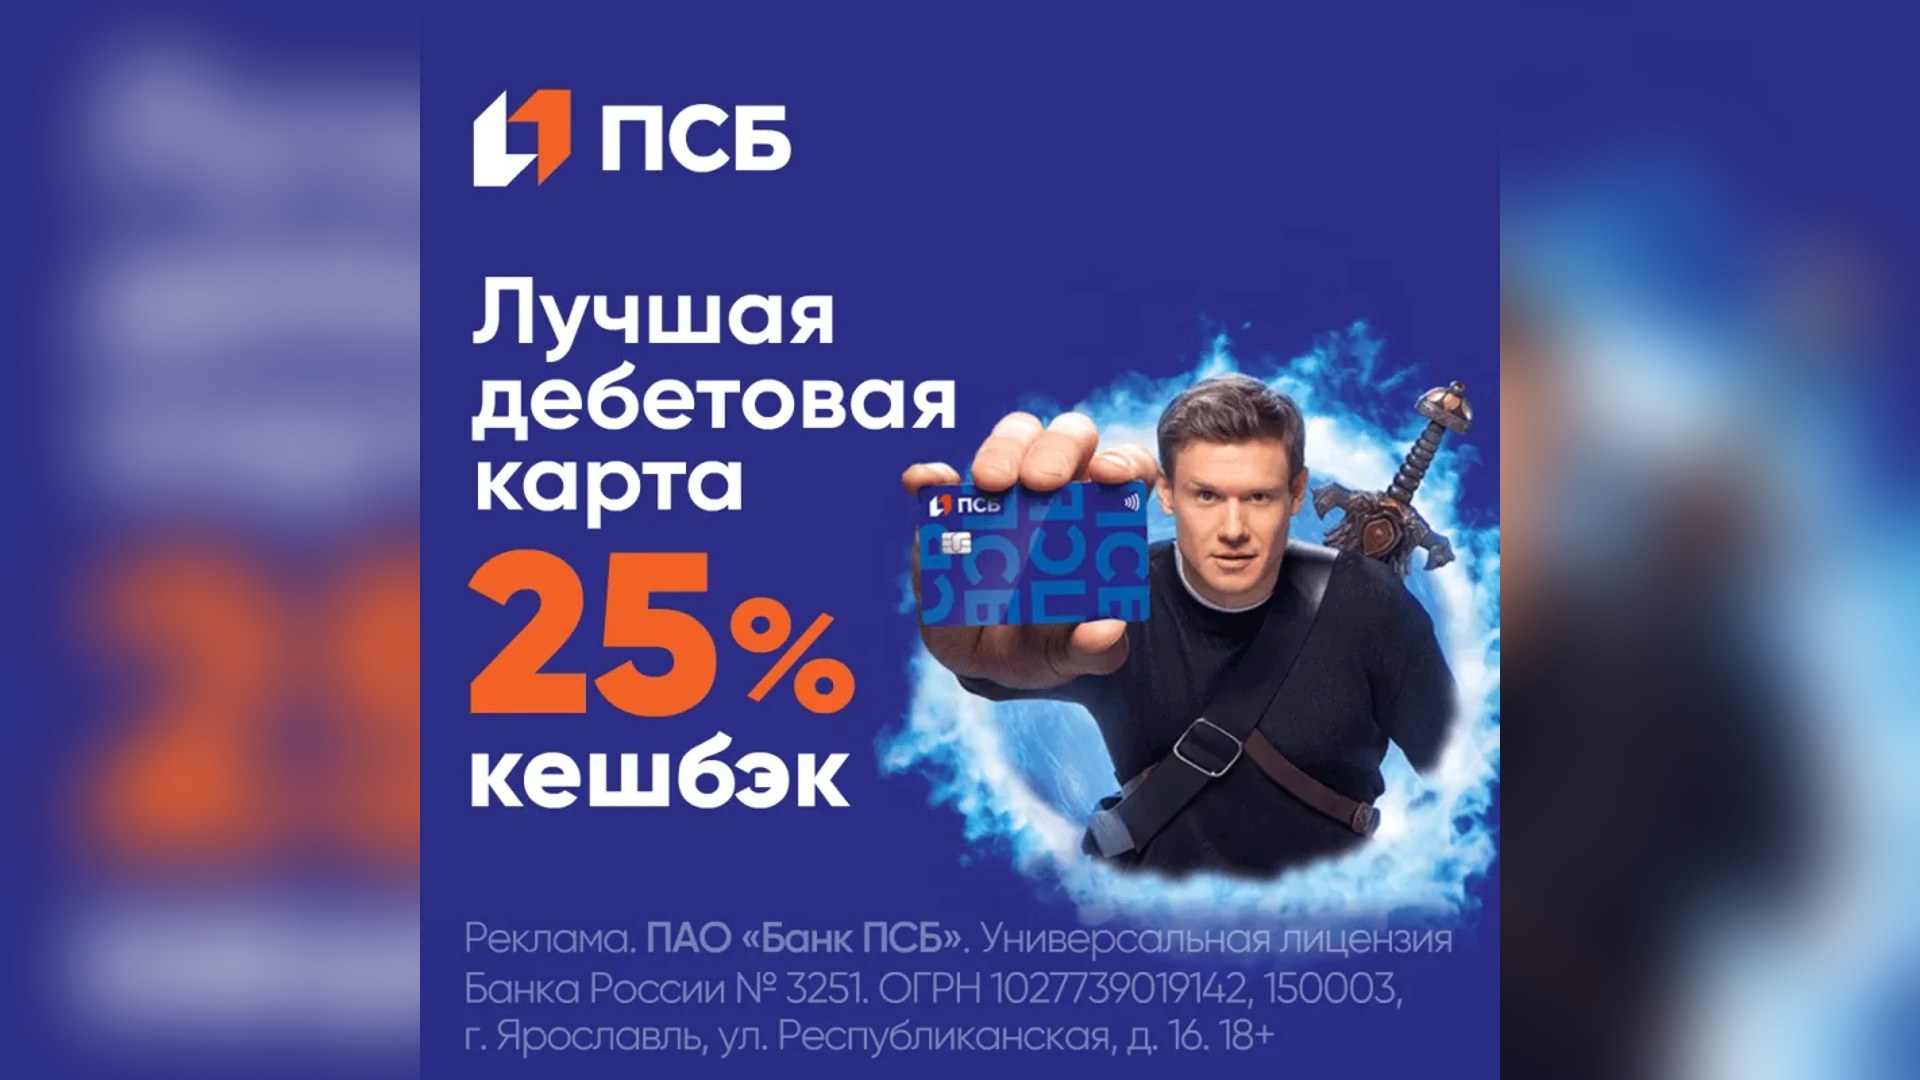 ПСБ
Лучшая
дебетовая
карта
25%
кешбэк
ПСБ
Реклама. ПАО «Банк ПСБ». Универсальная лицензия
Банка России № 3251. ОГРН 1027739019142, 150003,
г. Ярославль, ул. Республиканская, д. 16. 18+